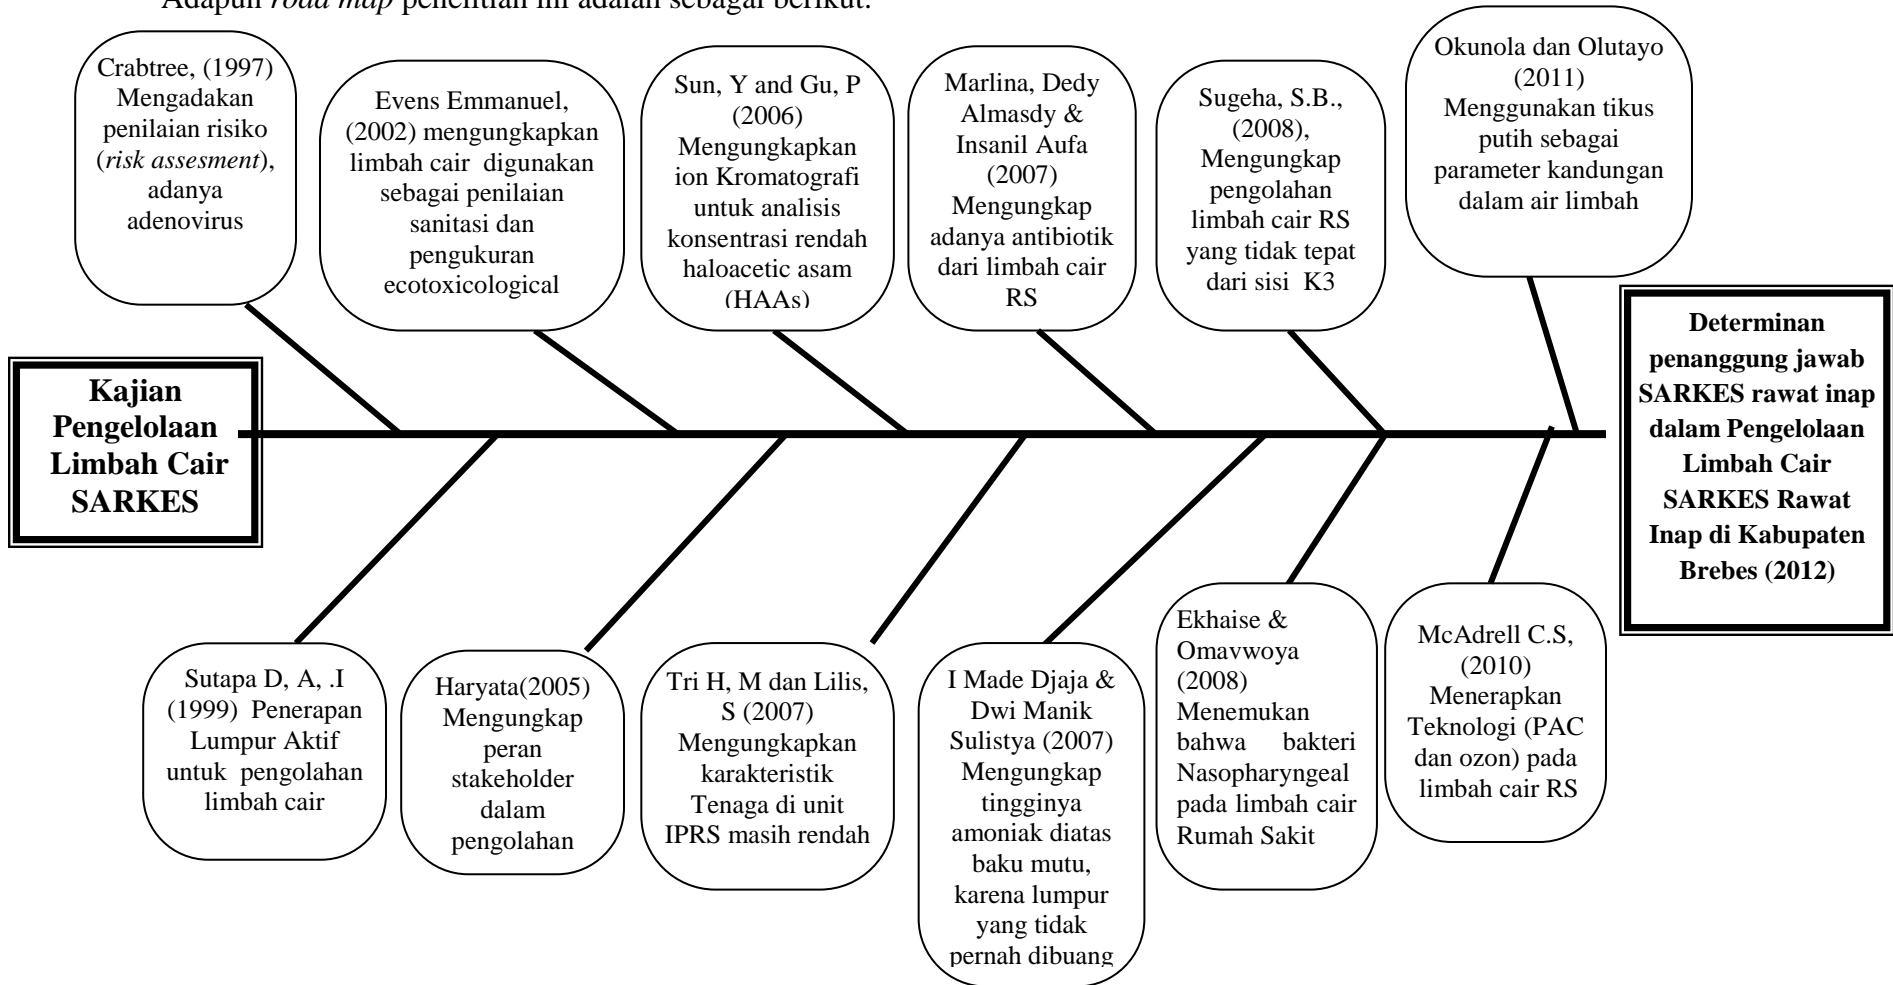 Adapun road map penelitian ini adalah sebagai berikut:
Crabtree, (1997)
Mengadakan
penilaian risiko
(risk assesment),
adanya
adenovirus
Evens Emmanuel,
(2002) mengungkapkan
limbah cair digunakan
sebagai penilaian
sanitasi dan
pengukuran
ecotoxicological
Sun, Y and Gu, P
(2006)
Mengungkapkan
ion Kromatografi
untuk analisis
konsentrasi rendah
haloacetic asam
(HAAs)
Marlina, Dedy
Almasdy &
Insanil Aufa
(2007)
Mengungkap
adanya antibiotik
dari limbah cair
RS
Sugeha, S.B.,
(2008),
Mengungkap
pengolahan
limbah cair RS
yang tidak tepat
dari sisi K3
Okunola dan Olutayo
(2011)
Menggunakan tikus
putih sebagai
parameter kandungan
dalam air limbah
Kajian
Pengelolaan
Limbah Cair
SARKES
Determinan
penanggung jawab
SARKES rawat inap
dalam Pengelolaan
Limbah Cair
SARKES Rawat
Inap di Kabupaten
Brebes (2012)
Sutapa D, A, .I
(1999) Penerapan
Lumpur Aktif
untuk pengolahan
limbah cair
Haryata(2005)
Mengungkap
peran
stakeholder
dalam
pengolahan
Tri H, M dan Lilis,
S (2007)
Mengungkapkan
karakteristik
Tenaga di unit
IPRS masih rendah
I Made Djaja &
Dwi Manik
Sulistya (2007)
Mengungkap
tingginya
amoniak diatas
baku mutu,
karena lumpur
yang tidak
pernah dibuang
Ekhaise &
Omavwoya
(2008)
Menemukan
bahwa bakteri
Nasopharyngeal
pada limbah cair
Rumah Sakit
McAdrell C.S,
(2010)
Menerapkan
Teknologi (PAC
dan ozon) pada
limbah cair RS